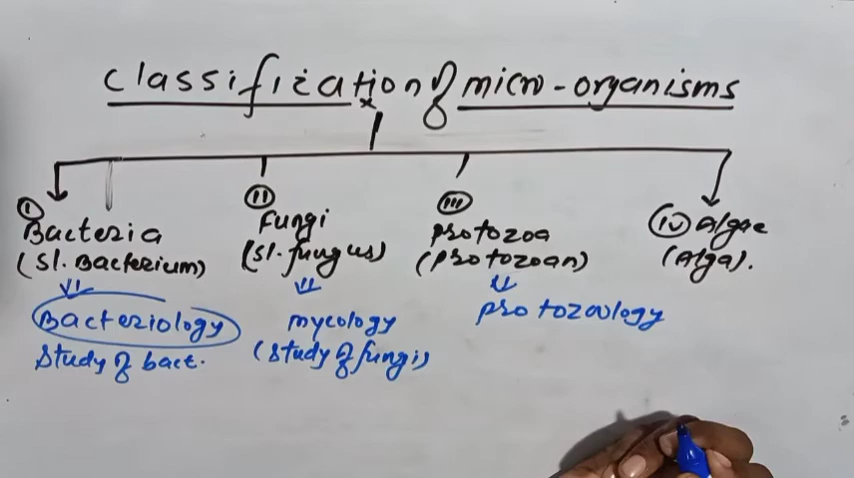 Classification of micro-organisms
(i) Bacteria
(Sl. Bacterium)
Bacteriology
Study of bact.
(ii) Fungi
(Sl. fungus)
mycology
(Study of fungi)
(iii) protozoa
(protozoan)
protozoology
(iv) Algae
(Alga).